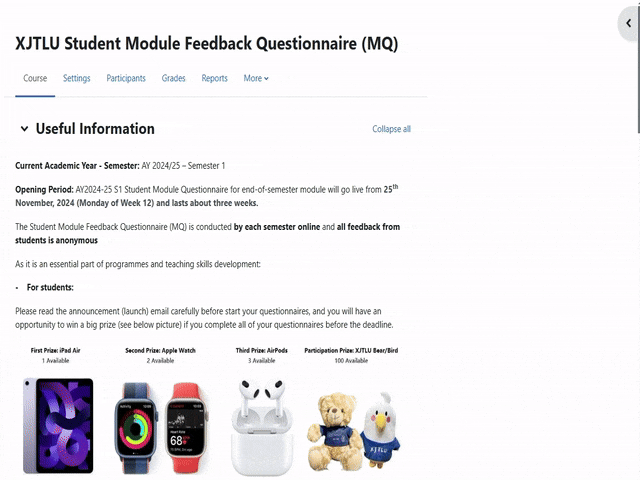 XJTLU Student Module Feedback Questionnaire (MQ)
Course Settings Participants Grades Reports More
Useful Information Collapse all
Current Academic Year - Semester: AY 2024/25 – Semester 1
Opening Period: AY2024-25 S1 Student Module Questionnaire for end-of-semester module will go live from 25th
November, 2024 (Monday of Week 12) and lasts about three weeks.
The Student Module Feedback Questionnaire (MQ) is conducted by each semester online and all feedback from
students is anonymous
As it is an essential part of programmes and teaching skills development:
- For students:
Please read the announcement (launch) email carefully before start your questionnaires, and you will have an
opportunity to win a big prize (see below picture) if you complete all of your questionnaires before the deadline.
First Prize: iPad Air Second Prize: Apple Watch Third Prize: AirPods Participation Prize: XJTLU Bear/Bird
1 Available 2 Available 3 Available 100 Available
68
XJTLU